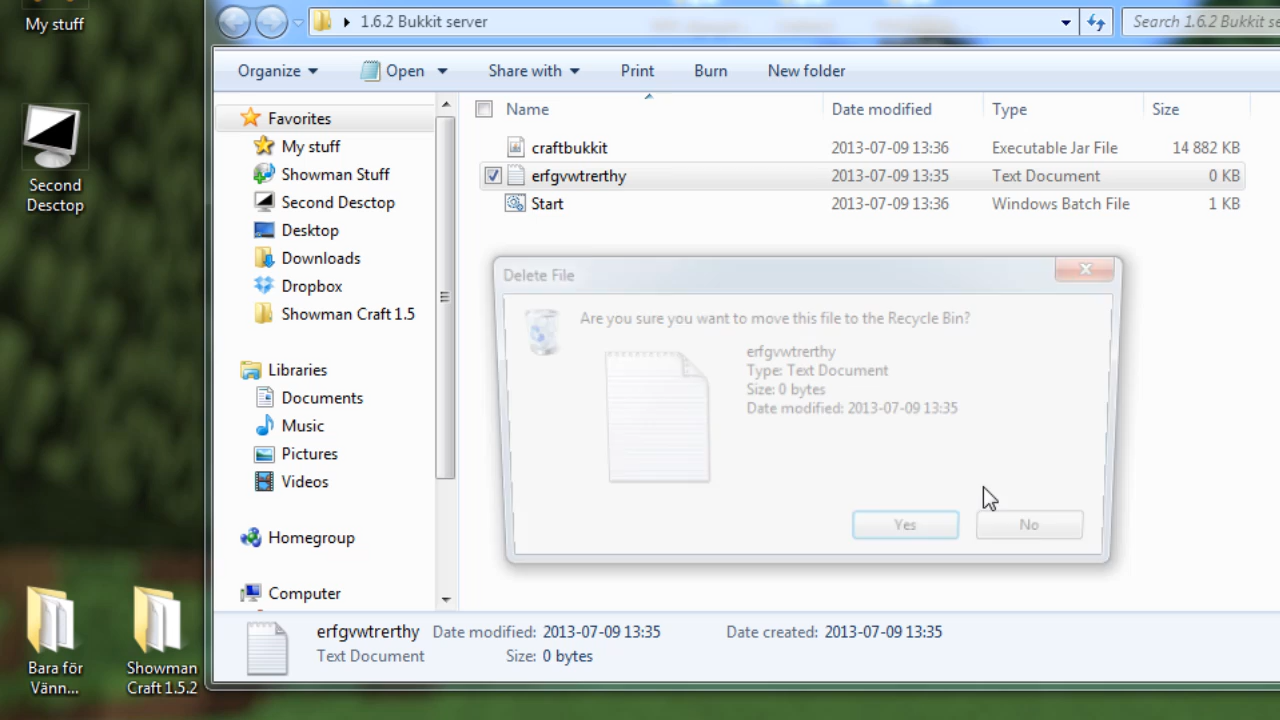 My stuff
Second
Desctop
Bara för
Vänn...
Showman
Craft 1.5.2
1.6.2 Bukkit server
Search 1.6.2 Bukkit se
Organize
Open
Share with
Print
Burn
New folder
Favorites
My stuff
Showman Stuff
Second Desctop
Desktop
Downloads
Dropbox
Showman Craft 1.5
Libraries
Documents
Music
Pictures
Videos
Homegroup
Computer
Name Date modified Type Size
craftbukkit 2013-07-09 13:36 Executable Jar File 14 882 KB
erfgvwtrerthy 2013-07-09 13:35 Text Document 0 KB
Start 2013-07-09 13:36 Windows Batch File 1 KB
Delete File
Are you sure you want to move this file to the Recycle Bin?
erfgvwtrerthy
Type: Text Document
Size: 0 bytes
Date modified: 2013-07-09 13:35
Yes
No
erfgvwtrerthy Date modified: 2013-07-09 13:35 Date created: 2013-07-09 13:35
Text Document Size: 0 bytes